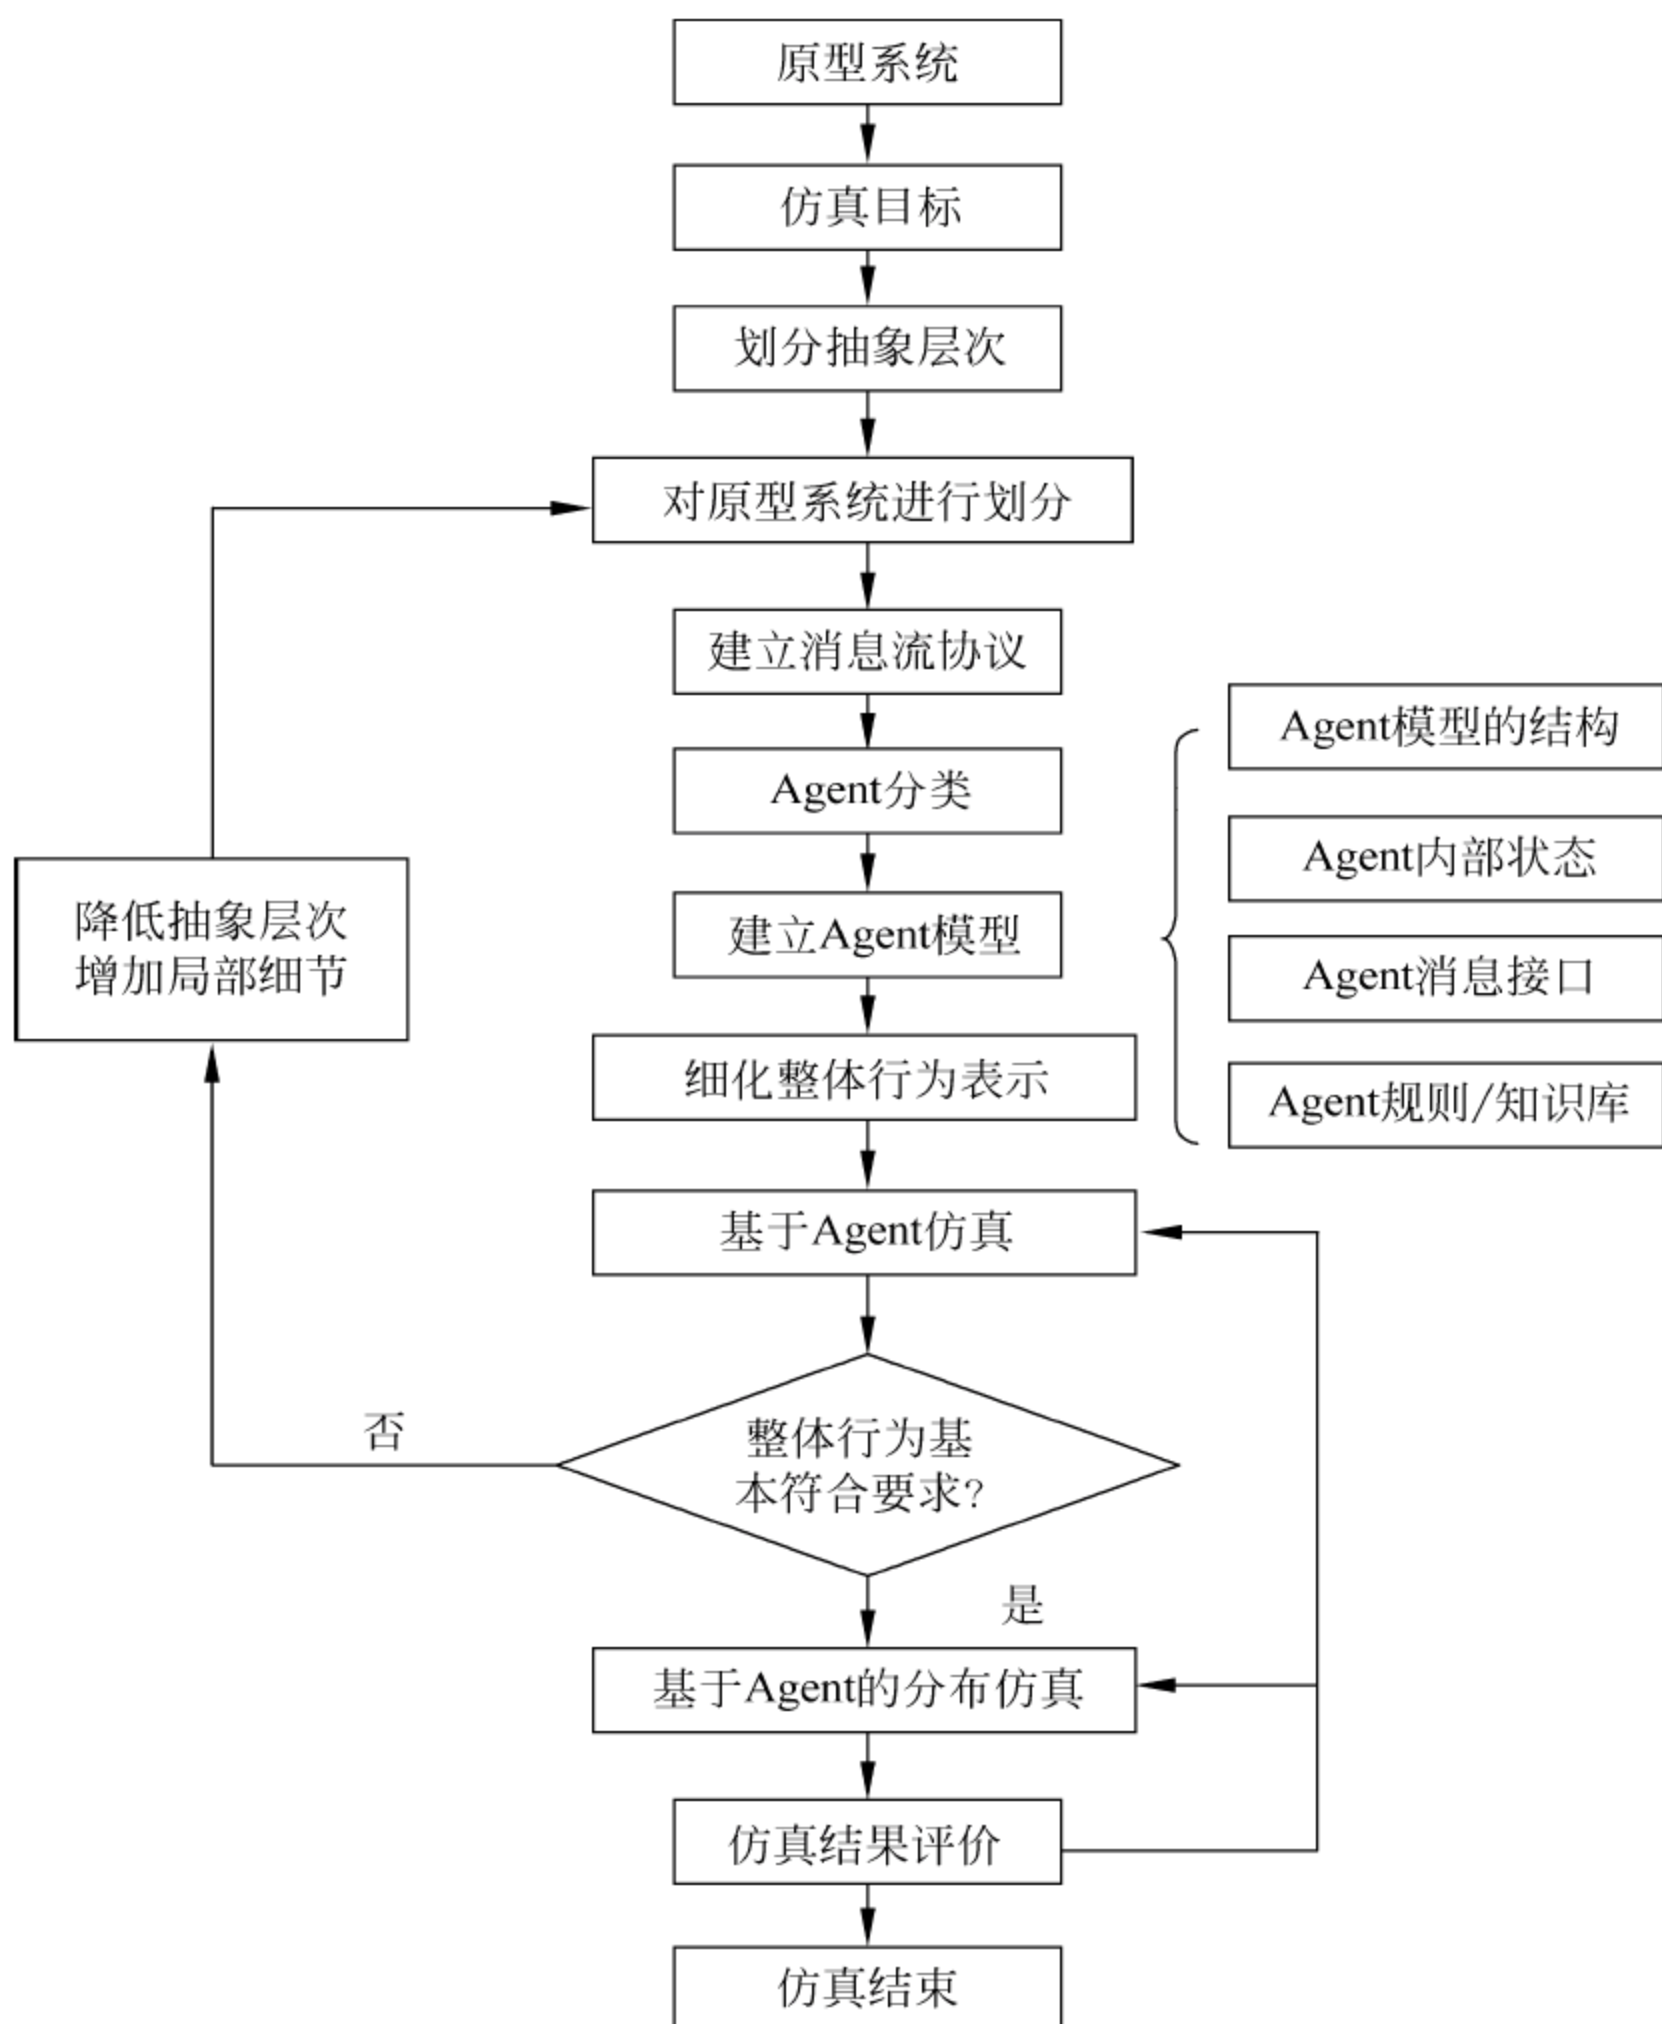 原型系统
仿真目标
划分抽象层次
对原型系统进行划分
建立消息流协议
Agent分类
建立Agent模型
Agent模型的结构
Agent内部状态
Agent消息接口
Agent规则/知识库
降低抽象层次
增加局部细节
细化整体行为表示
基于Agent仿真
整体行为基
本符合要求?
否
是
基于Agent的分布仿真
仿真结果评价
仿真结束